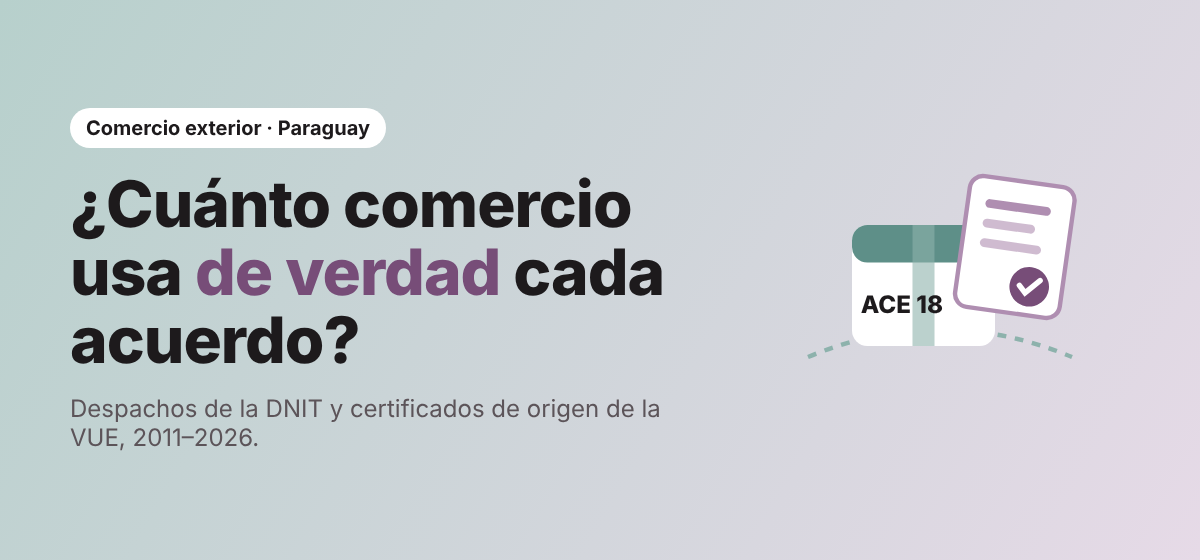 Comercio exterior · Paraguay
¿Cuánto comercio
usa de verdad cada
acuerdo?
Despachos de la DNIT y certificados de origen de la
VUE, 2011–2026.
ACE 18